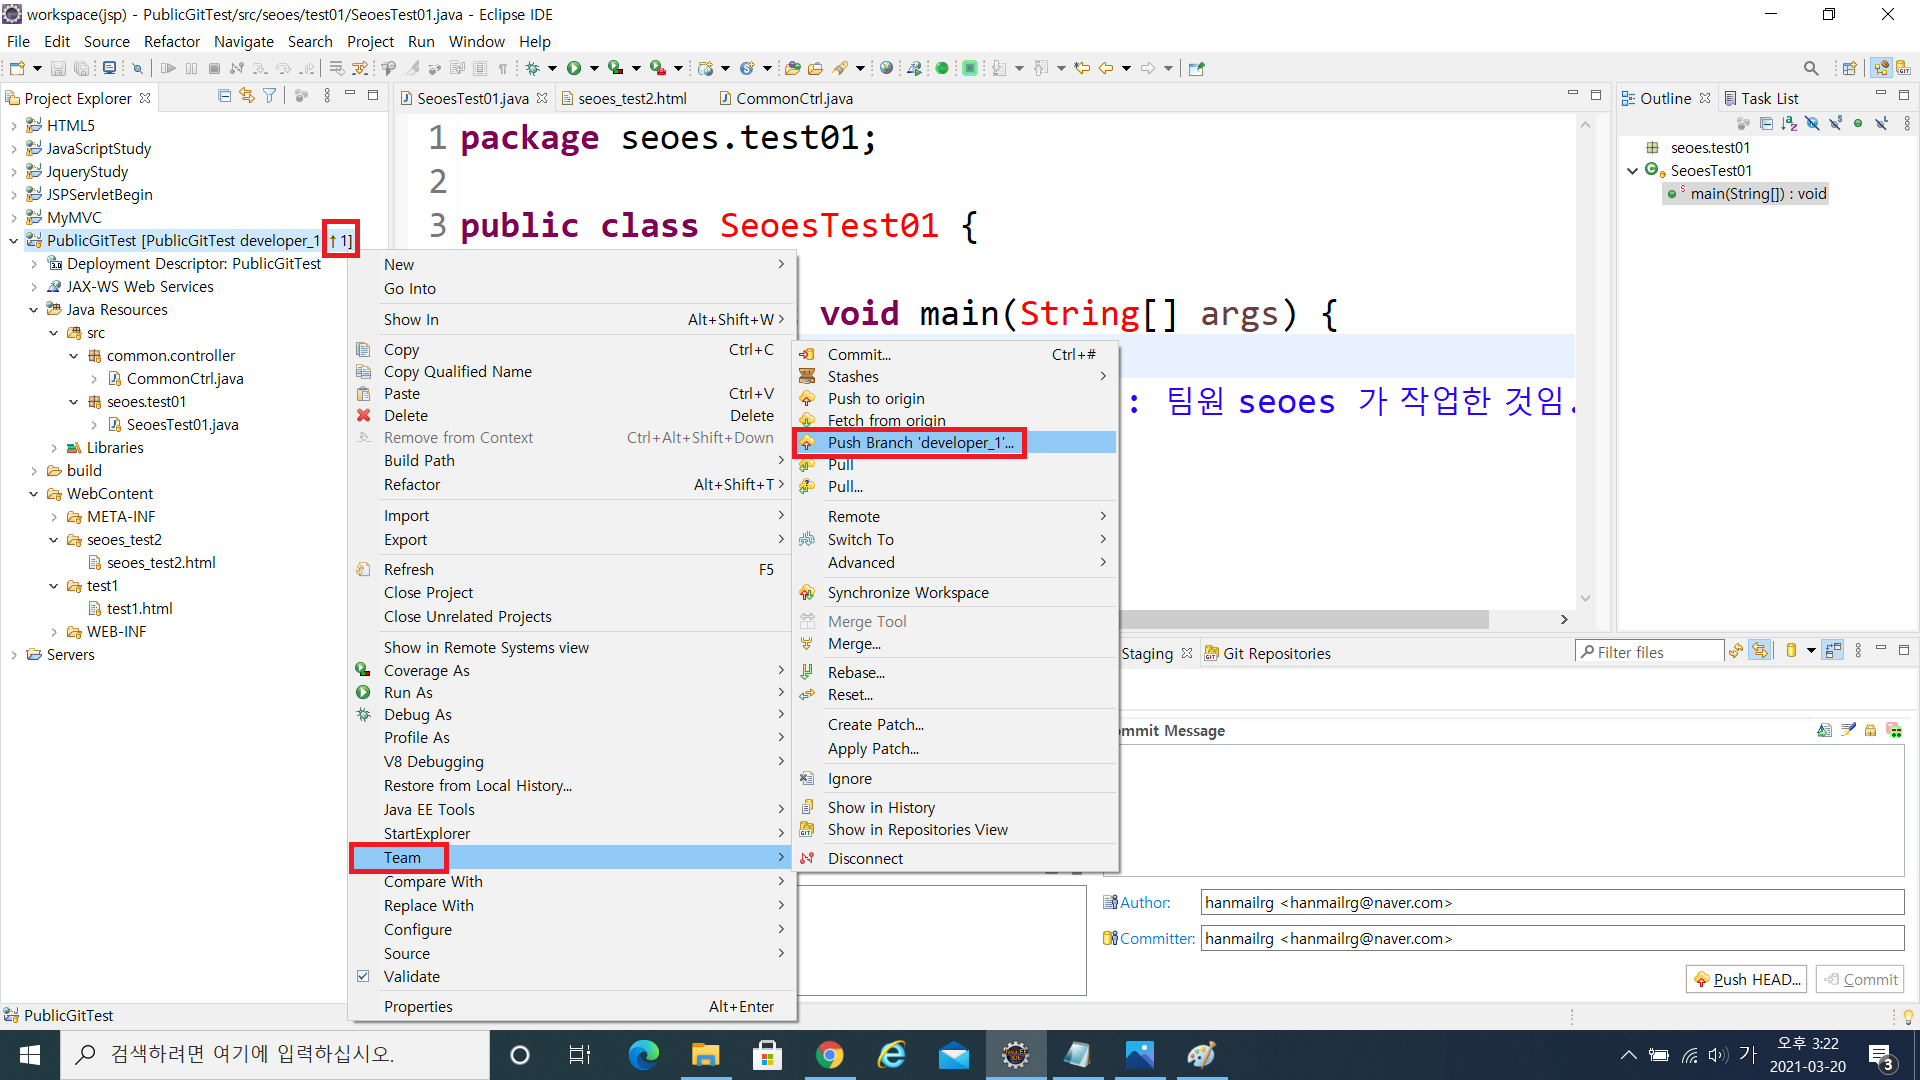 workspace(jsp) - PublicGitTest/src/seoes/test01/SeoesTest01.java - Eclipse IDE
File Edit Source Refactor Navigate Search Project Run Window Help
Project Explorer
HTML5
JavaScriptStudy
JqueryStudy
JSPServletBegin
MyMVC
PublicGitTest [PublicGitTest developer_1 ↑1]
Deployment Descriptor: PublicGitTest
JAX-WS Web Services
Java Resources
src
common.controller
CommonCtrl.java
seoes.test01
SeoesTest01.java
Libraries
build
WebContent
META-INF
seoes_test2
seoes_test2.html
test1
test1.html
WEB-INF
Servers
SeoesTest01.java seoes_test2.html CommonCtrl.java
1 package seoes.test01;
2
3 public class SeoesTest01 {
void main(String[] args) {
: 팀원 seoes 가 작업한 것임.
New
Go Into
Show In Alt+Shift+W
Copy Ctrl+C
Copy Qualified Name
Paste Ctrl+V
Delete Delete
Remove from Context Ctrl+Alt+Shift+Down
Build Path
Refactor Alt+Shift+T
Import
Export
Refresh F5
Close Project
Close Unrelated Projects
Show in Remote Systems view
Coverage As
Run As
Debug As
Profile As
V8 Debugging
Restore from Local History...
Java EE Tools
StartExplorer
Team
Compare With
Replace With
Configure
Source
Validate
Properties Alt+Enter
Commit... Ctrl+#
Stashes
Push to origin
Fetch from origin
Push Branch 'developer_1'...
Pull
Pull...
Remote
Switch To
Advanced
Synchronize Workspace
Merge Tool
Merge...
Rebase...
Reset...
Create Patch...
Apply Patch...
Ignore
Show in History
Show in Repositories View
Disconnect
Outline Task List
seoes.test01
SeoesTest01
main(String[]) : void
Staging Git Repositories
Filter files
mmit Message
Author: hanmailrg <hanmailrg@naver.com>
Committer: hanmailrg <hanmailrg@naver.com>
Push HEAD... Commit
PublicGitTest
검색하려면 여기에 입력하십시오.
가
오후 3:22
2021-03-20
3